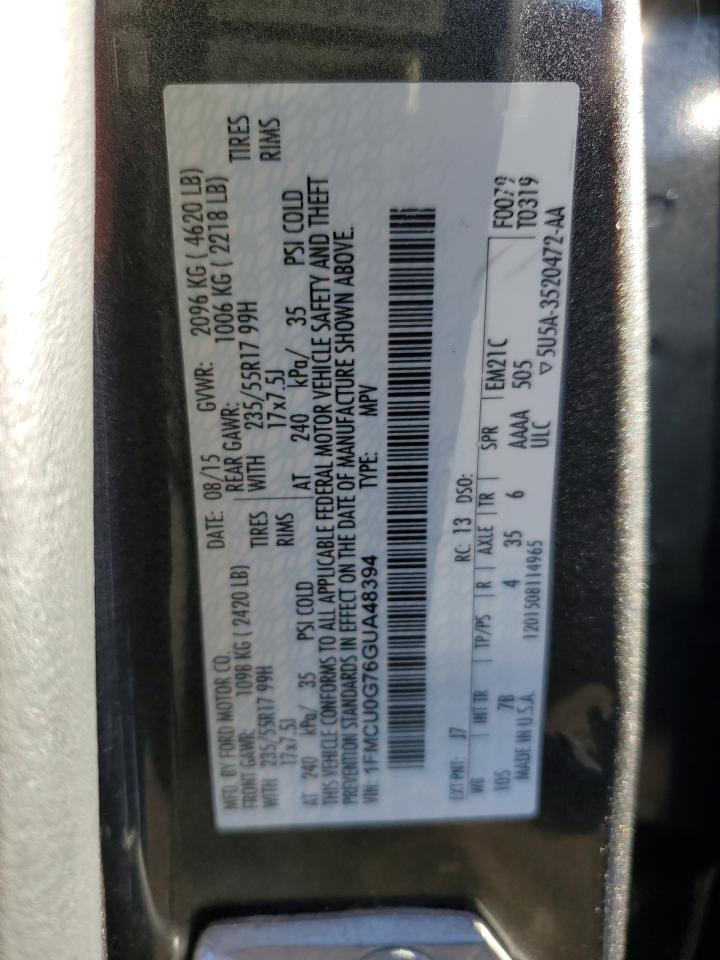 MFD. BY FORD MOTOR CO.
DATE: 08/15 GVWR: 2096 KG ( 4620 LB)
FRONT GAWR: 1098 KG ( 2420 LB) REAR GAWR: 1006 KG ( 2218 LB)
WITH 235/55R17 99H TIRES WITH 235/55R17 99H TIRES
17x7.5J RIMS 17x7.5J RIMS
AT 240 kPa/ 35 PSI COLD AT 240 kPa/ 35 PSI COLD
THIS VEHICLE CONFORMS TO ALL APPLICABLE FEDERAL MOTOR VEHICLE SAFETY AND THEFT
PREVENTION STANDARDS IN EFFECT ON THE DATE OF MANUFACTURE SHOWN ABOVE.
VIN: 1FMCU0G76GUA48394 TYPE: MPV
EXT PNT: J7 RC: 13 DSO:
WB INT TR TP/PS R AXLE TR SPR EM21C F0079
105 7B 4 35 6 AAAA 505 T0319
MADE IN U.S.A. 1201508114965 ULC ▽5U5A-3520472-AA